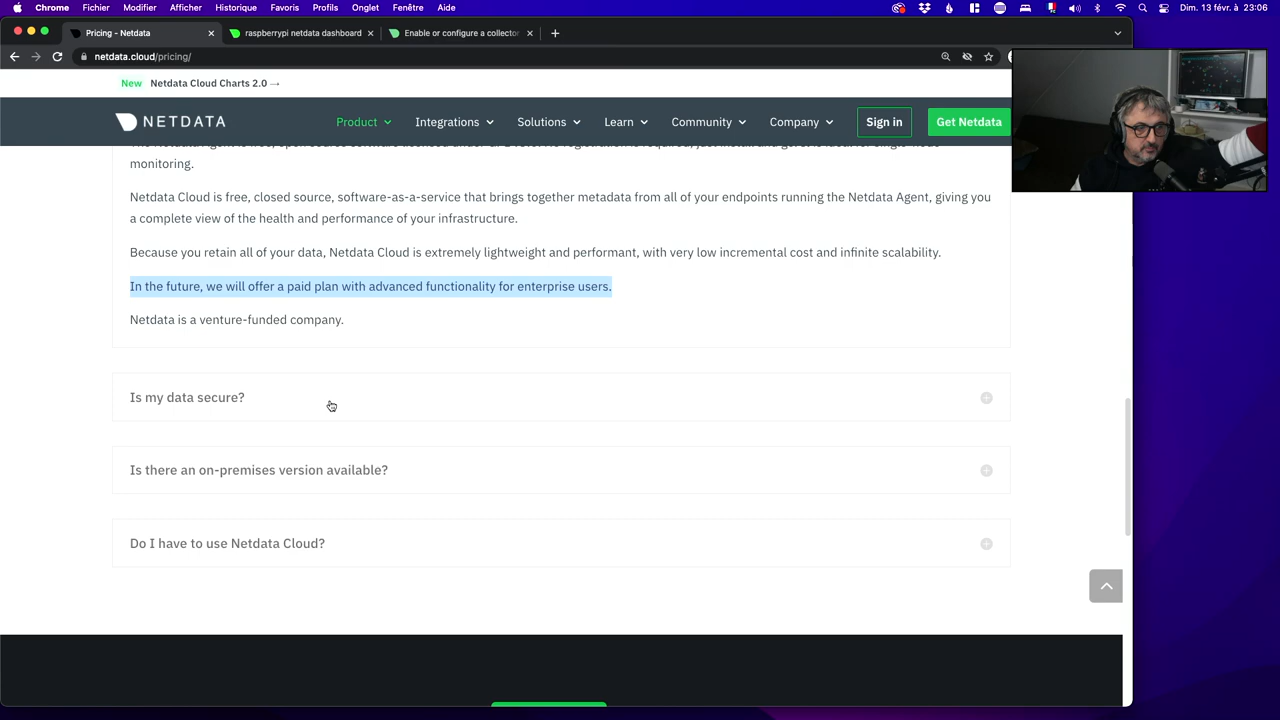 Chrome Fichier Modifier Afficher Historique Favoris Profils Onglet Fenêtre Aide Dim. 13 févr. à 23:06
Pricing - Netdata raspberrypi netdata dashboard Enable or configure a collector
netdata.cloud/pricing/
New Netdata Cloud Charts 2.0 →
NETDATA Product Integrations Solutions Learn Community Company Sign in Get Netdata
monitoring.
Netdata Cloud is free, closed source, software-as-a-service that brings together metadata from all of your endpoints running the Netdata Agent, giving you
a complete view of the health and performance of your infrastructure.
Because you retain all of your data, Netdata Cloud is extremely lightweight and performant, with very low incremental cost and infinite scalability.
In the future, we will offer a paid plan with advanced functionality for enterprise users.
Netdata is a venture-funded company.
Is my data secure?
Is there an on-premises version available?
Do I have to use Netdata Cloud?